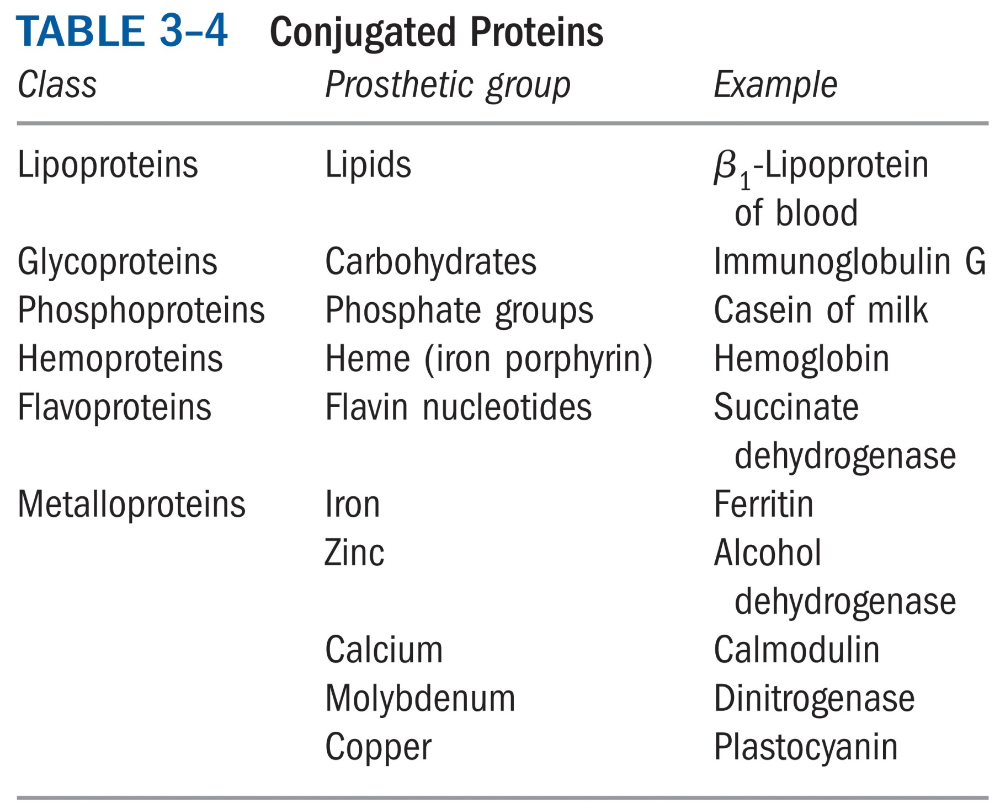 TABLE 3–4 Conjugated Proteins
Class Prosthetic group Example
Lipoproteins Lipids β₁-Lipoprotein
of blood
Glycoproteins Carbohydrates Immunoglobulin G
Phosphoproteins Phosphate groups Casein of milk
Hemoproteins Heme (iron porphyrin) Hemoglobin
Flavoproteins Flavin nucleotides Succinate
dehydrogenase
Metalloproteins Iron Ferritin
Zinc Alcohol
dehydrogenase
Calcium Calmodulin
Molybdenum Dinitrogenase
Copper Plastocyanin